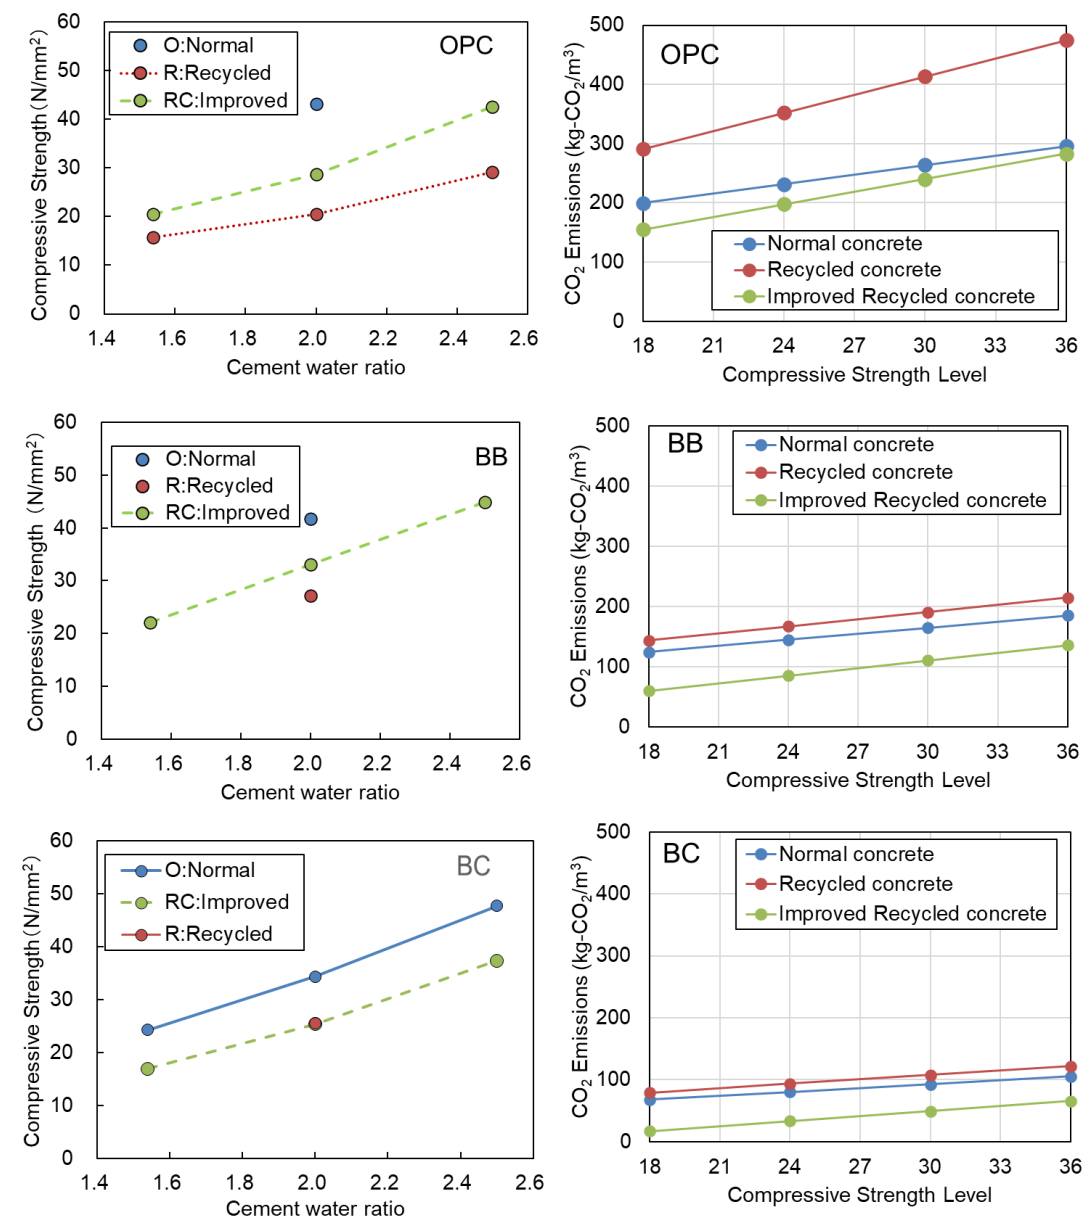 60
50
40
30
20
10
0
Compressive Strength (N/mm²)
O:Normal
R:Recycled
RC:Improved
OPC
1.4 1.6 1.8 2.0 2.2 2.4 2.6
Cement water ratio
500
400
300
200
100
0
CO₂ Emissions (kg-CO₂/m³)
OPC
Normal concrete
Recycled concrete
Improved Recycled concrete
18 21 24 27 30 33 36
Compressive Strength Level
60
50
40
30
20
10
0
Compressive Strength (N/mm²)
O:Normal
R:Recycled
RC:Improved
BB
1.4 1.6 1.8 2.0 2.2 2.4 2.6
Cement water ratio
500
400
300
200
100
0
CO₂ Emissions (kg-CO₂/m³)
BB
Normal concrete
Recycled concrete
Improved Recycled concrete
18 21 24 27 30 33 36
Compressive Strength Level
60
50
40
30
20
10
0
Compressive Strength (N/mm²)
O:Normal
RC:Improved
R:Recycled
BC
1.4 1.6 1.8 2.0 2.2 2.4 2.6
Cement water ratio
500
400
300
200
100
0
CO₂ Emissions (kg-CO₂/m³)
BC
Normal concrete
Recycled concrete
Improved Recycled concrete
18 21 24 27 30 33 36
Compressive Strength Level